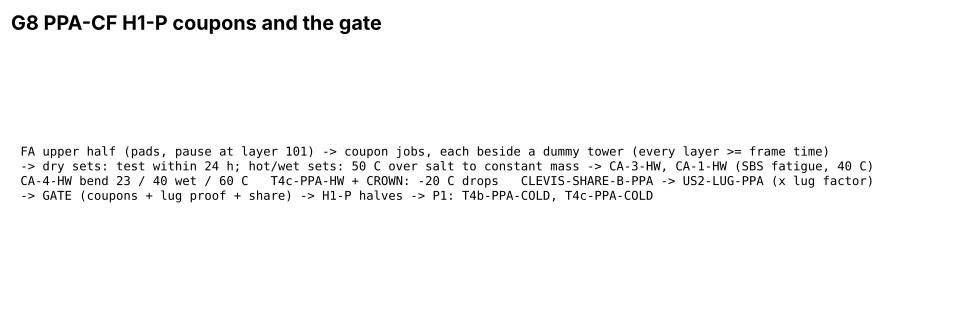 G8 PPA-CF H1-P coupons and the gate
FA upper half (pads, pause at layer 101) -> coupon jobs, each beside a dummy tower (every layer >= frame time)
-> dry sets: test within 24 h; hot/wet sets: 50 C over salt to constant mass -> CA-3-HW, CA-1-HW (SBS fatigue, 40 C)
CA-4-HW bend 23 / 40 wet / 60 C   T4c-PPA-HW + CROWN: -20 C drops   CLEVIS-SHARE-B-PPA -> US2-LUG-PPA (x lug factor)
-> GATE (coupons + lug proof + share) -> H1-P halves -> P1: T4b-PPA-COLD, T4c-PPA-COLD